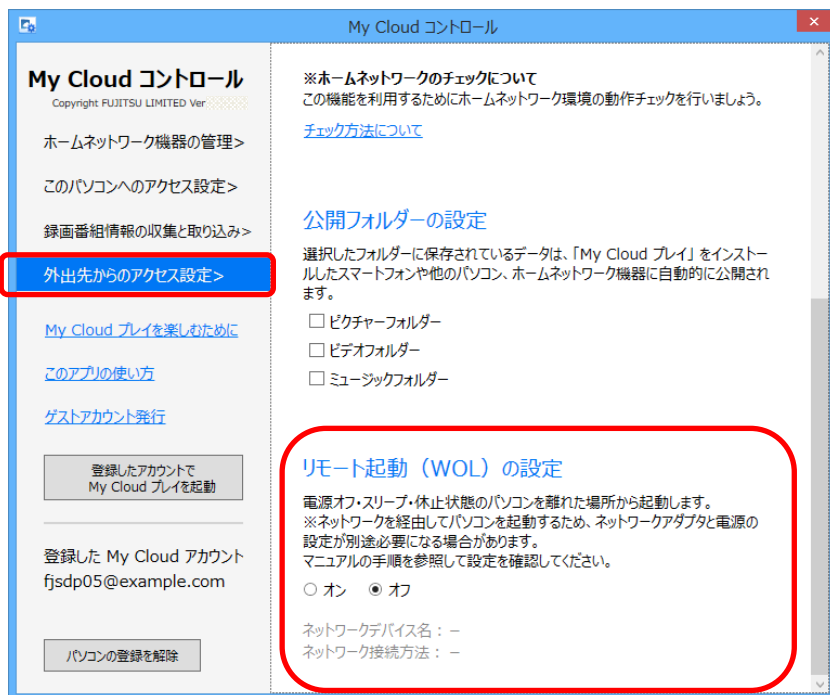 My Cloud コントロール
My Cloud コントロール
Copyright FUJITSU LIMITED Ver
ホームネットワーク機器の管理>
このパソコンへのアクセス設定>
録画番組情報の収集と取り込み>
外出先からのアクセス設定>
My Cloud プレイを楽しむために
このアプリの使い方
ゲストアカウント発行
登録したアカウントで
My Cloud プレイを起動
登録した My Cloud アカウント
fjsdp05@example.com
パソコンの登録を解除
※ホームネットワークのチェックについて
この機能を利用するためにホームネットワーク環境の動作チェックを行いましょう。
チェック方法について
公開フォルダーの設定
選択したフォルダーに保存されているデータは、「My Cloud プレイ」をインストー
ルしたスマートフォンや他のパソコン、ホームネットワーク機器に自動的に公開され
ます。
ピクチャーフォルダー
ビデオフォルダー
ミュージックフォルダー
リモート起動（WOL）の設定
電源オフ・スリープ・休止状態のパソコンを離れた場所から起動します。
※ネットワークを経由してパソコンを起動するため、ネットワークアダプタと電源の
設定が別途必要になる場合があります。
マニュアルの手順を参照して設定を確認してください。
オン オフ
ネットワークデバイス名：－
ネットワーク接続方法：－